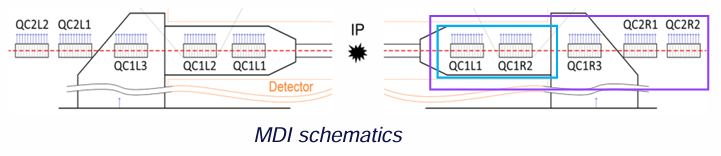 QC2L2 QC2L1 QC1L3 QC1L2 QC1L1 IP QC1L1 QC1R2 QC1R3 QC2R1 QC2R2
Detector
MDI schematics